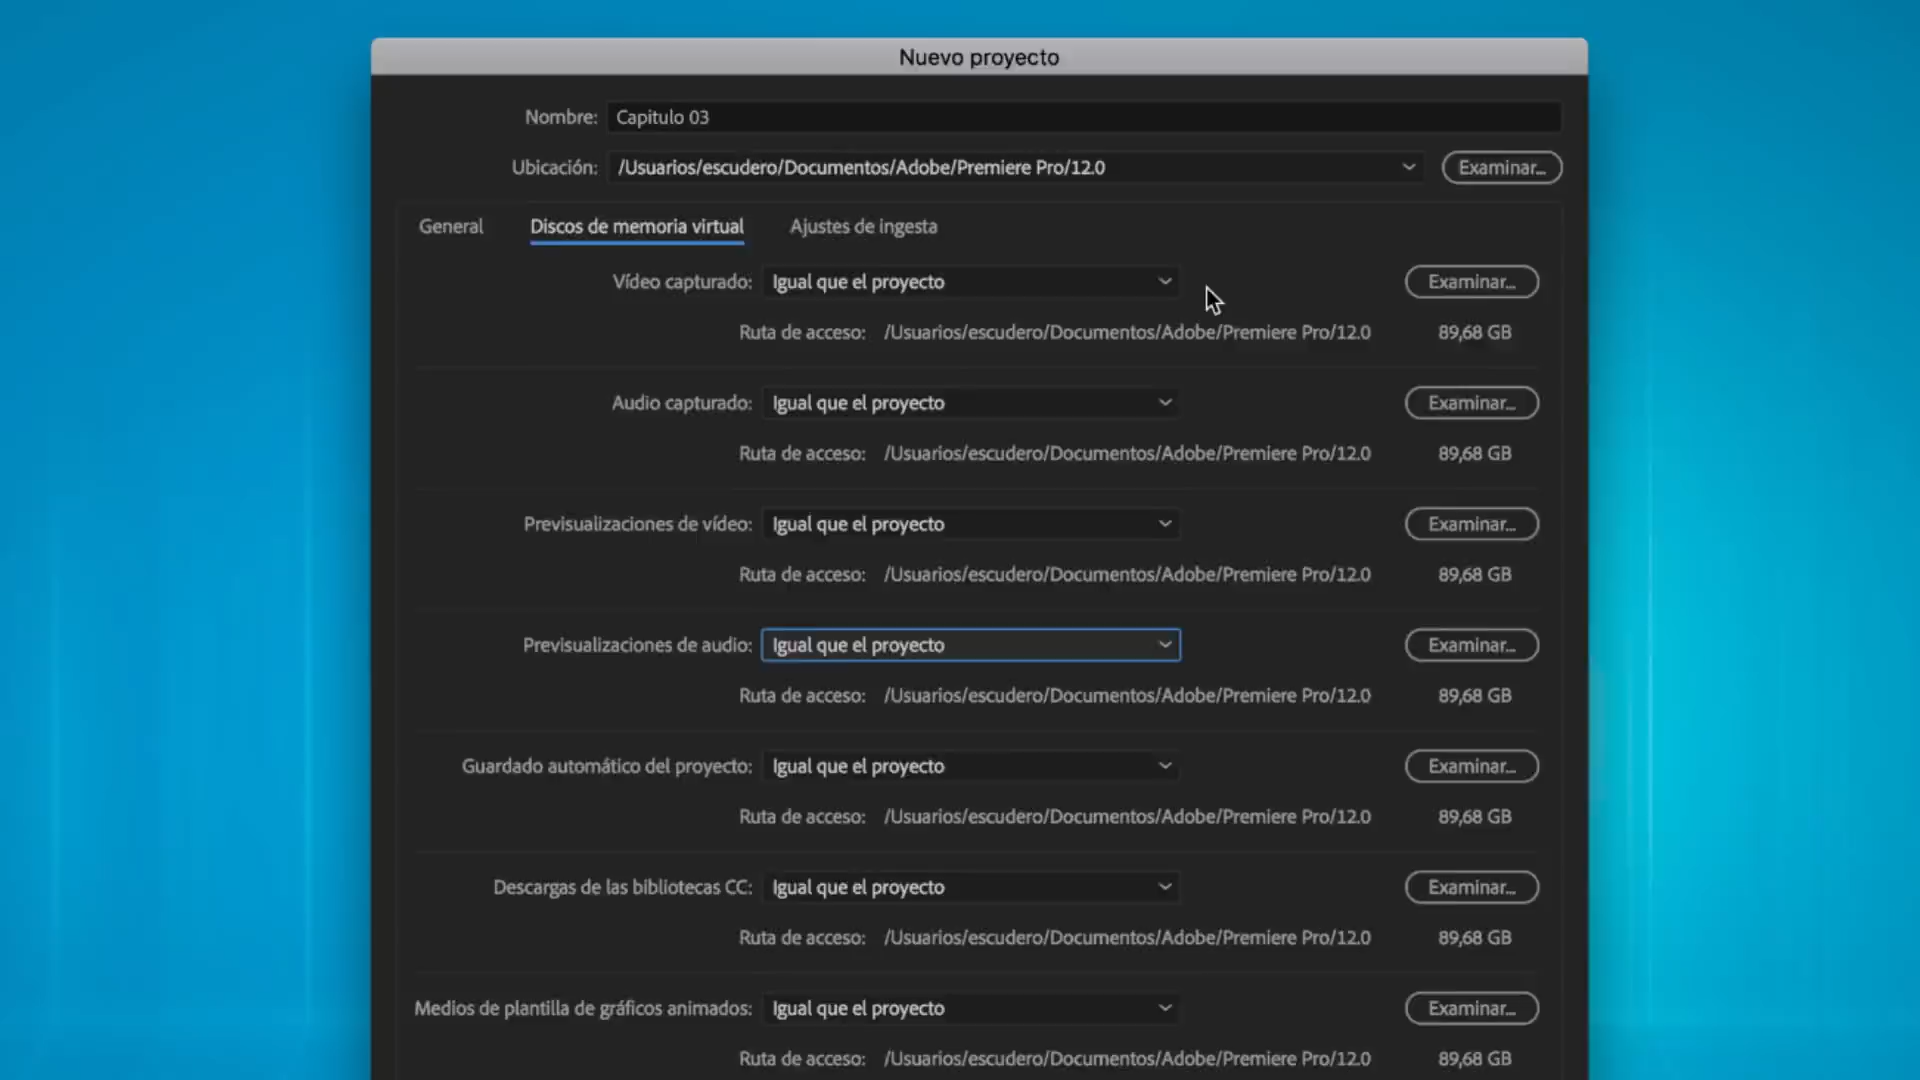 Nuevo proyecto
Nombre: Capitulo 03
Ubicación: /Usuarios/escudero/Documentos/Adobe/Premiere Pro/12.0 Examinar...
General Discos de memoria virtual Ajustes de ingesta
Vídeo capturado: Igual que el proyecto Examinar...
Ruta de acceso: /Usuarios/escudero/Documentos/Adobe/Premiere Pro/12.0 89,68 GB
Audio capturado: Igual que el proyecto Examinar...
Ruta de acceso: /Usuarios/escudero/Documentos/Adobe/Premiere Pro/12.0 89,68 GB
Previsualizaciones de vídeo: Igual que el proyecto Examinar...
Ruta de acceso: /Usuarios/escudero/Documentos/Adobe/Premiere Pro/12.0 89,68 GB
Previsualizaciones de audio: Igual que el proyecto Examinar...
Ruta de acceso: /Usuarios/escudero/Documentos/Adobe/Premiere Pro/12.0 89,68 GB
Guardado automático del proyecto: Igual que el proyecto Examinar...
Ruta de acceso: /Usuarios/escudero/Documentos/Adobe/Premiere Pro/12.0 89,68 GB
Descargas de las bibliotecas CC: Igual que el proyecto Examinar...
Ruta de acceso: /Usuarios/escudero/Documentos/Adobe/Premiere Pro/12.0 89,68 GB
Medios de plantilla de gráficos animados: Igual que el proyecto Examinar...
Ruta de acceso: /Usuarios/escudero/Documentos/Adobe/Premiere Pro/12.0 89,68 GB